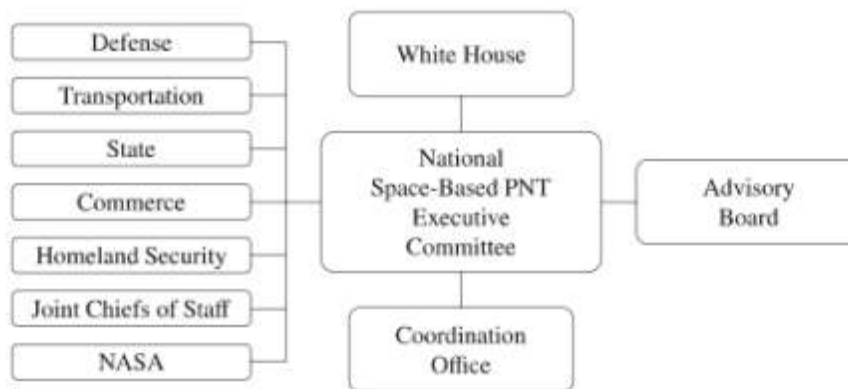 Defense
Transportation
State
Commerce
Homeland Security
Joint Chiefs of Staff
NASA
White House
National
Space-Based PNT
Executive
Committee
Coordination
Office
Advisory
Board